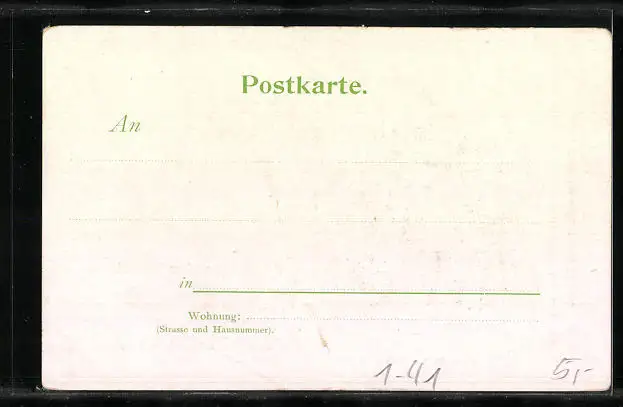 Postkarte.
An
in
Wohnung:
(Strasse und Hausnummer).
1-41 5,-